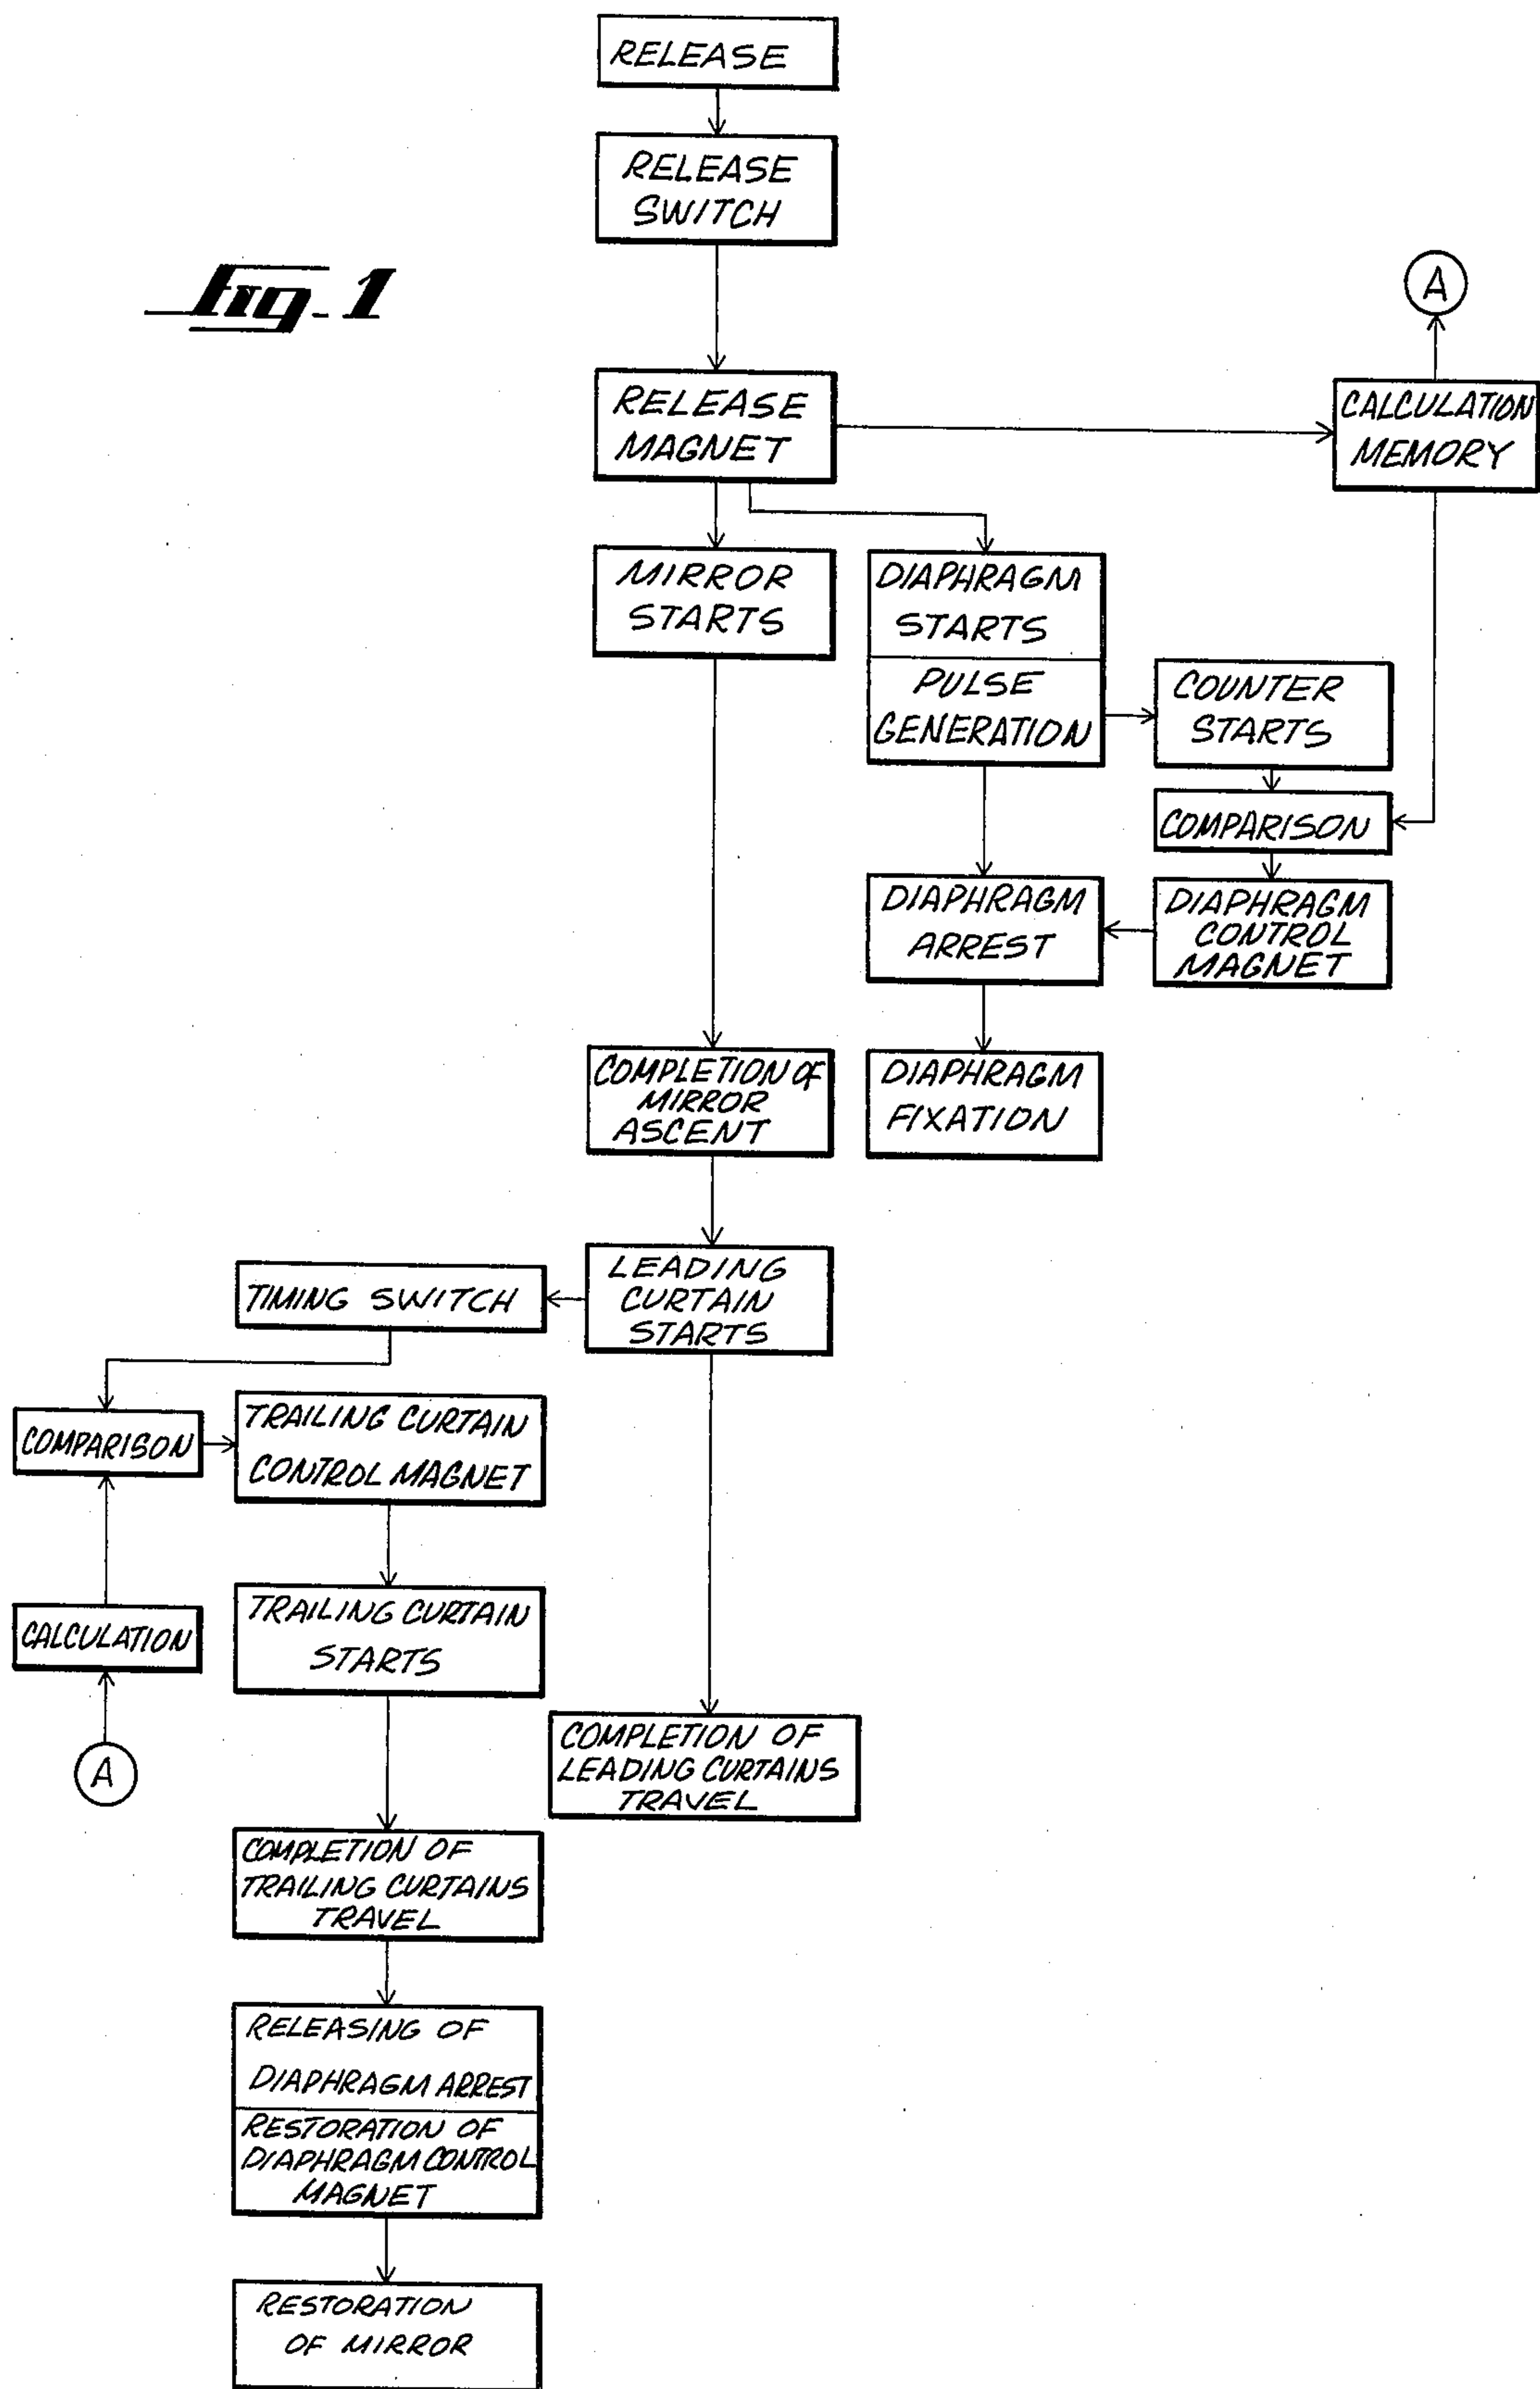 RELEASE
RELEASE
SWITCH
Fig. 1
A
RELEASE
MAGNET
CALCULATION
MEMORY
MIRROR
STARTS
DIAPHRAGM
STARTS
PULSE
GENERATION
COUNTER
STARTS
COMPARISON
DIAPHRAGM
ARREST
DIAPHRAGM
CONTROL
MAGNET
COMPLETION OF
MIRROR
ASCENT
DIAPHRAGM
FIXATION
TIMING SWITCH
LEADING
CURTAIN
STARTS
COMPARISON
TRAILING CURTAIN
CONTROL MAGNET
CALCULATION
TRAILING CURTAIN
STARTS
A
COMPLETION OF
LEADING CURTAINS
TRAVEL
COMPLETION OF
TRAILING CURTAINS
TRAVEL
RELEASING OF
DIAPHRAGM ARREST
RESTORATION OF
DIAPHRAGM CONTROL
MAGNET
RESTORATION
OF MIRROR